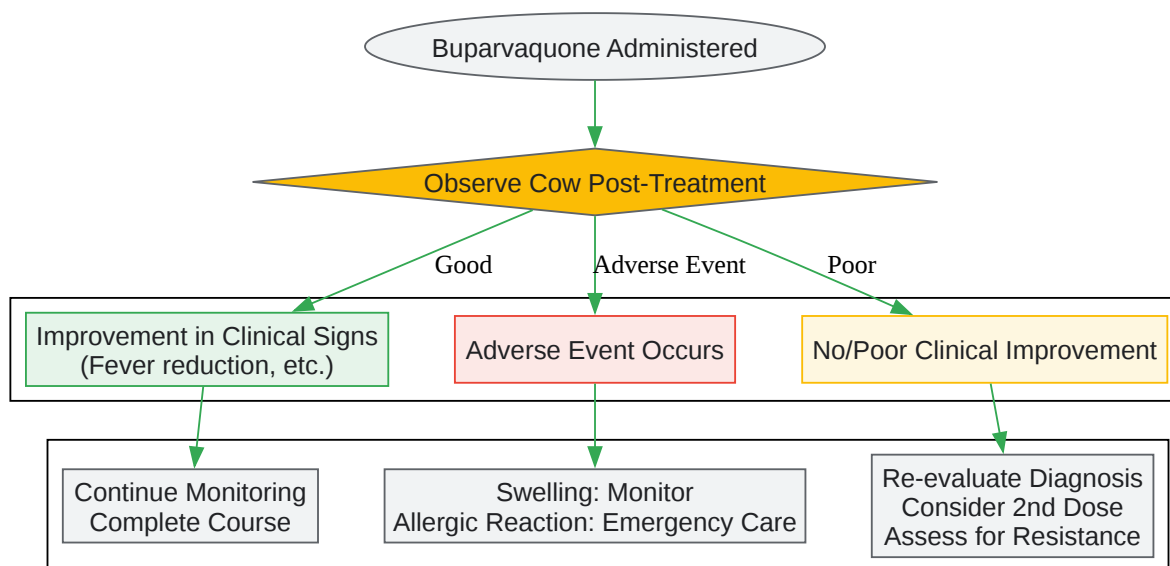 Buparvaquone Administered
Observe Cow Post-Treatment
Good
Adverse Event
Poor
Improvement in Clinical Signs
(Fever reduction, etc.)
Adverse Event Occurs
No/Poor Clinical Improvement
Continue Monitoring
Complete Course
Swelling: Monitor
Allergic Reaction: Emergency Care
Re-evaluate Diagnosis
Consider 2nd Dose
Assess for Resistance